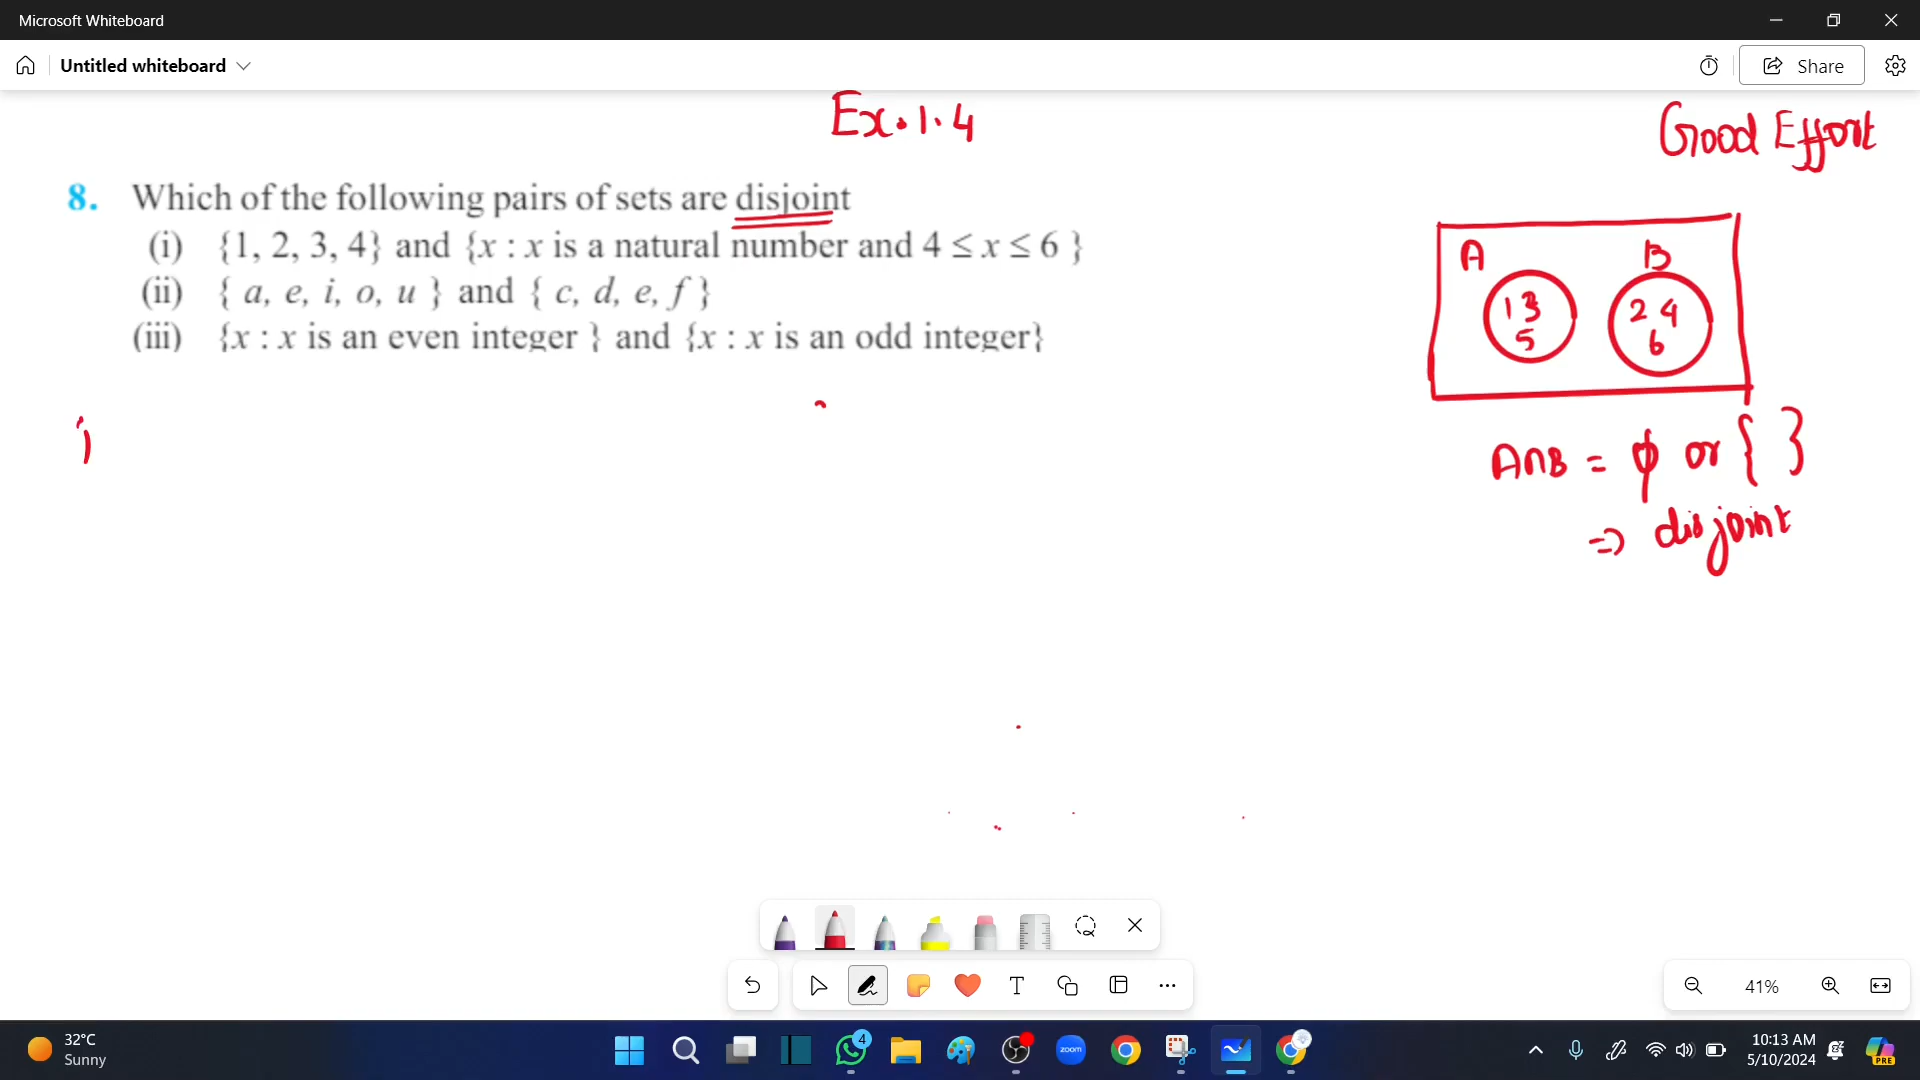 Microsoft Whiteboard
Untitled whiteboard
Share
Ex.1.4
Good Effort
8. Which of the following pairs of sets are disjoint
(i) {1, 2, 3, 4} and {x : x is a natural number and 4 ≤ x ≤ 6 }
(ii) { a, e, i, o, u } and { c, d, e, f }
(iii) {x : x is an even integer } and {x : x is an odd integer}
A B
1 3 2 4
5 6
A∩B = ϕ or { }
⇒ disjoint
i)
41%
32°C
Sunny
4
zoom
10:13 AM
5/10/2024
PRE